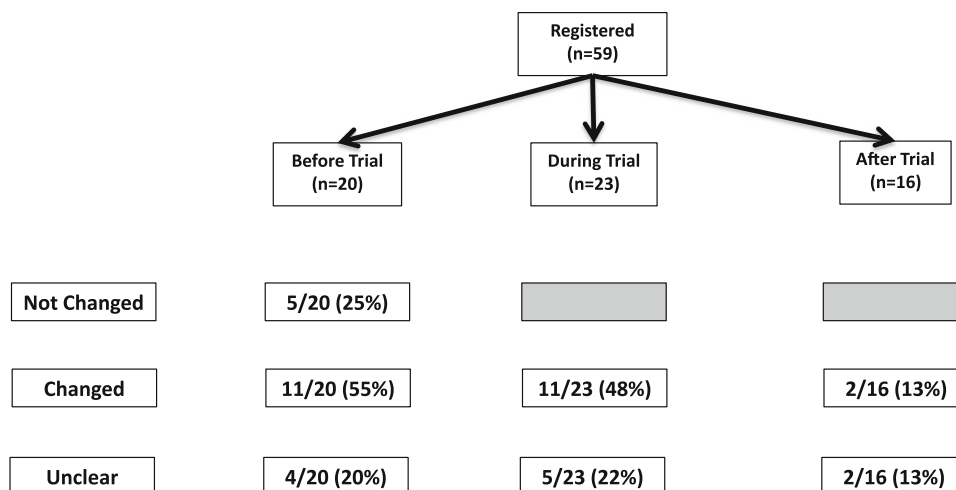 Registered
(n=59)
Before Trial
(n=20)
During Trial
(n=23)
After Trial
(n=16)
Not Changed
5/20 (25%)
Changed
11/20 (55%)
11/23 (48%)
2/16 (13%)
Unclear
4/20 (20%)
5/23 (22%)
2/16 (13%)